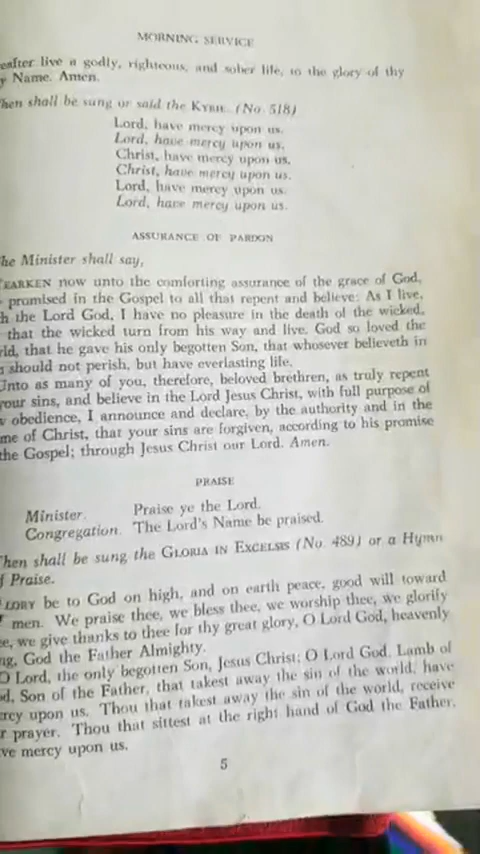 MORNING SERVICE
eafter live a godly, righteous, and sober life, to the glory of thy
y Name. Amen.
hen shall be sung or said the KYRIE. (No. 518)
Lord, have mercy upon us.
Lord, have mercy upon us.
Christ, have mercy upon us.
Christ, have mercy upon us.
Lord, have mercy upon us.
Lord, have mercy upon us.
ASSURANCE OF PARDON
he Minister shall say,
EARKEN now unto the comforting assurance of the grace of God,
promised in the Gospel to all that repent and believe: As I live,
h the Lord God, I have no pleasure in the death of the wicked,
that the wicked turn from his way and live. God so loved the
rld, that he gave his only begotten Son, that whosoever believeth in
should not perish, but have everlasting life.
Unto as many of you, therefore, beloved brethren, as truly repent
your sins, and believe in the Lord Jesus Christ, with full purpose of
w obedience, I announce and declare, by the authority and in the
me of Christ, that your sins are forgiven, according to his promise
the Gospel; through Jesus Christ our Lord. Amen.
PRAISE
Minister. Praise ye the Lord.
Congregation. The Lord's Name be praised.
Then shall be sung the GLORIA IN EXCELSIS (No. 489) or a Hymn
f Praise.
LORY be to God on high, and on earth peace, good will toward
men. We praise thee, we bless thee, we worship thee, we glorify
ee, we give thanks to thee for thy great glory, O Lord God, heavenly
ng, God the Father Almighty.
O Lord, the only begotten Son, Jesus Christ; O Lord God, Lamb of
d, Son of the Father, that takest away the sin of the world, have
rcy upon us. Thou that takest away the sin of the world, receive
r prayer. Thou that sittest at the right hand of God the Father,
ve mercy upon us.
5